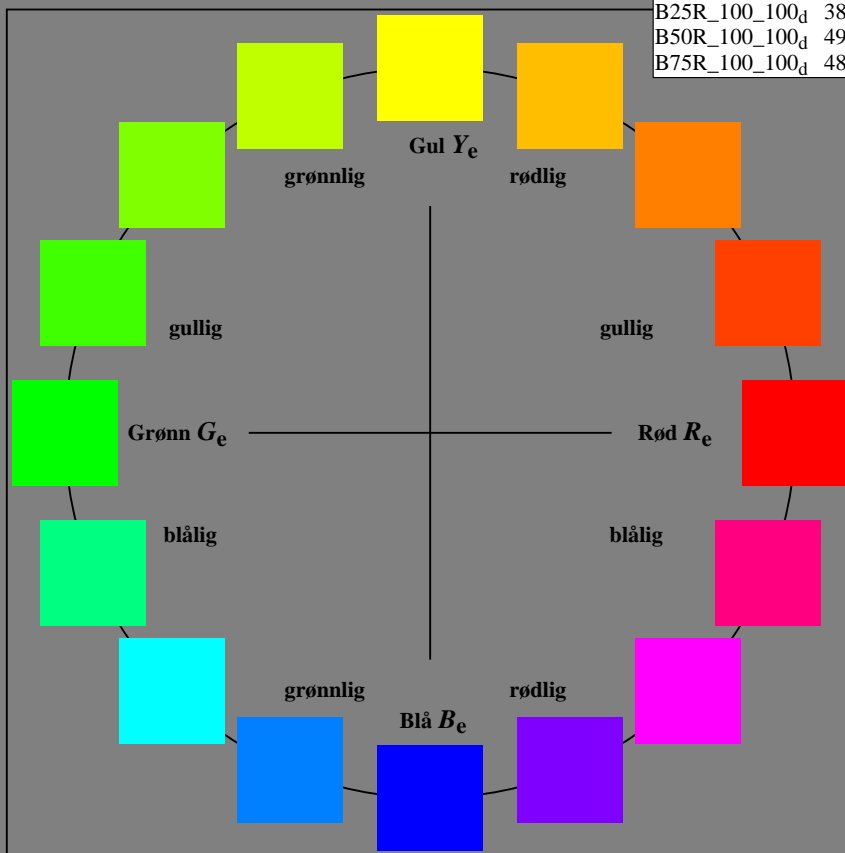 B25R_100_100d 38
B50R_100_100d 49
B75R_100_100d 48
Gul Ye
grønnlig rødlig
gullig gullig
Grønn Ge Rød Re
blålig blålig
grønnlig rødlig
Blå Be